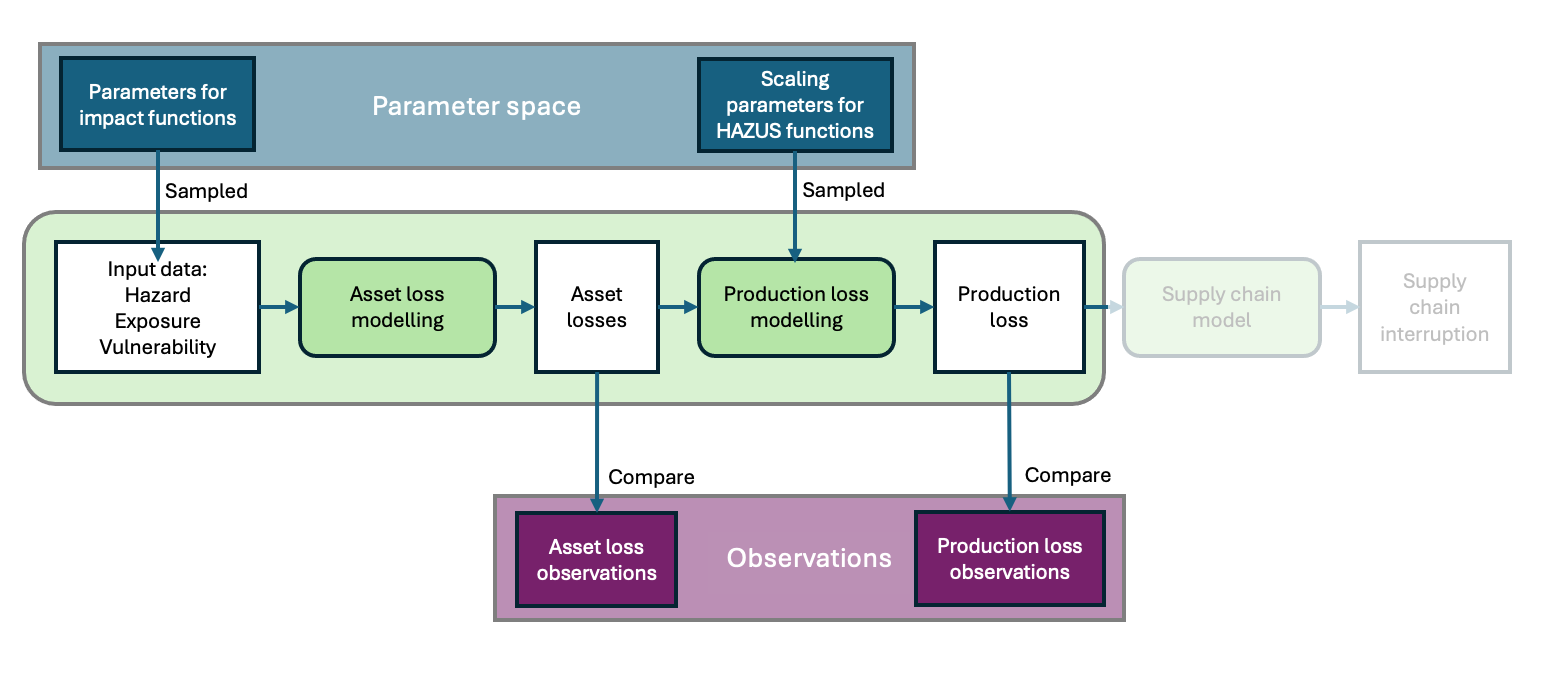 Parameters for
impact functions
Parameter space
Scaling
parameters for
HAZUS functions
Sampled
Sampled
Input data:
Hazard
Exposure
Vulnerability
Asset loss
modelling
Asset
losses
Production loss
modelling
Production
loss
Supply chain
model
Supply
chain
interruption
Compare
Compare
Asset loss
observations
Observations
Production loss
observations